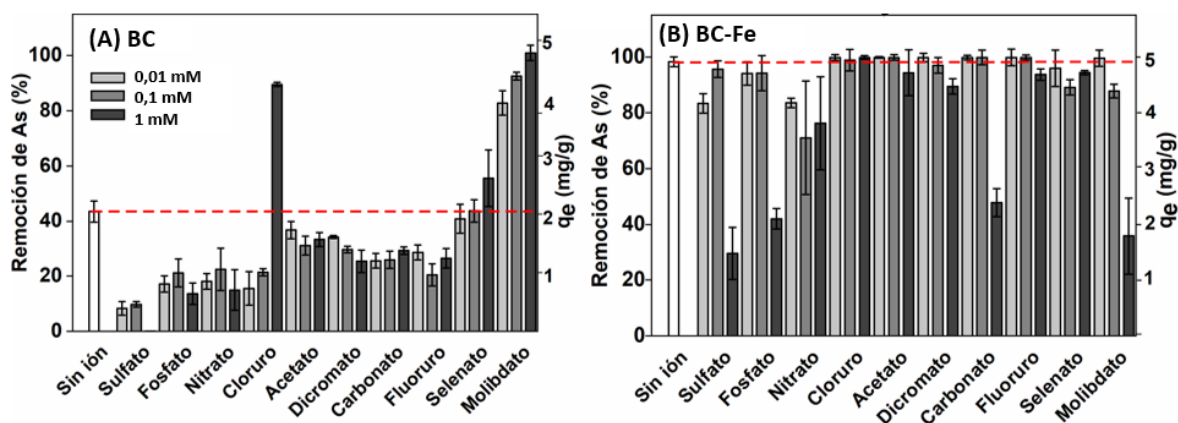 (A) BC
0,01 mM
0,1 mM
1 mM
Remoción de As (%)
100
80
60
40
20
0
5
4
3
2
1
qe (mg/g)
Sin ión
Sulfato
Fosfato
Nitrato
Cloruro
Acetato
Dicromato
Carbonato
Fluoruro
Selenato
Molibdato
(B) BC-Fe
Remoción de As (%)
100
80
60
40
20
0
5
4
3
2
1
qe (mg/g)
Sin ión
Sulfato
Fosfato
Nitrato
Cloruro
Acetato
Dicromato
Carbonato
Fluoruro
Selenato
Molibdato